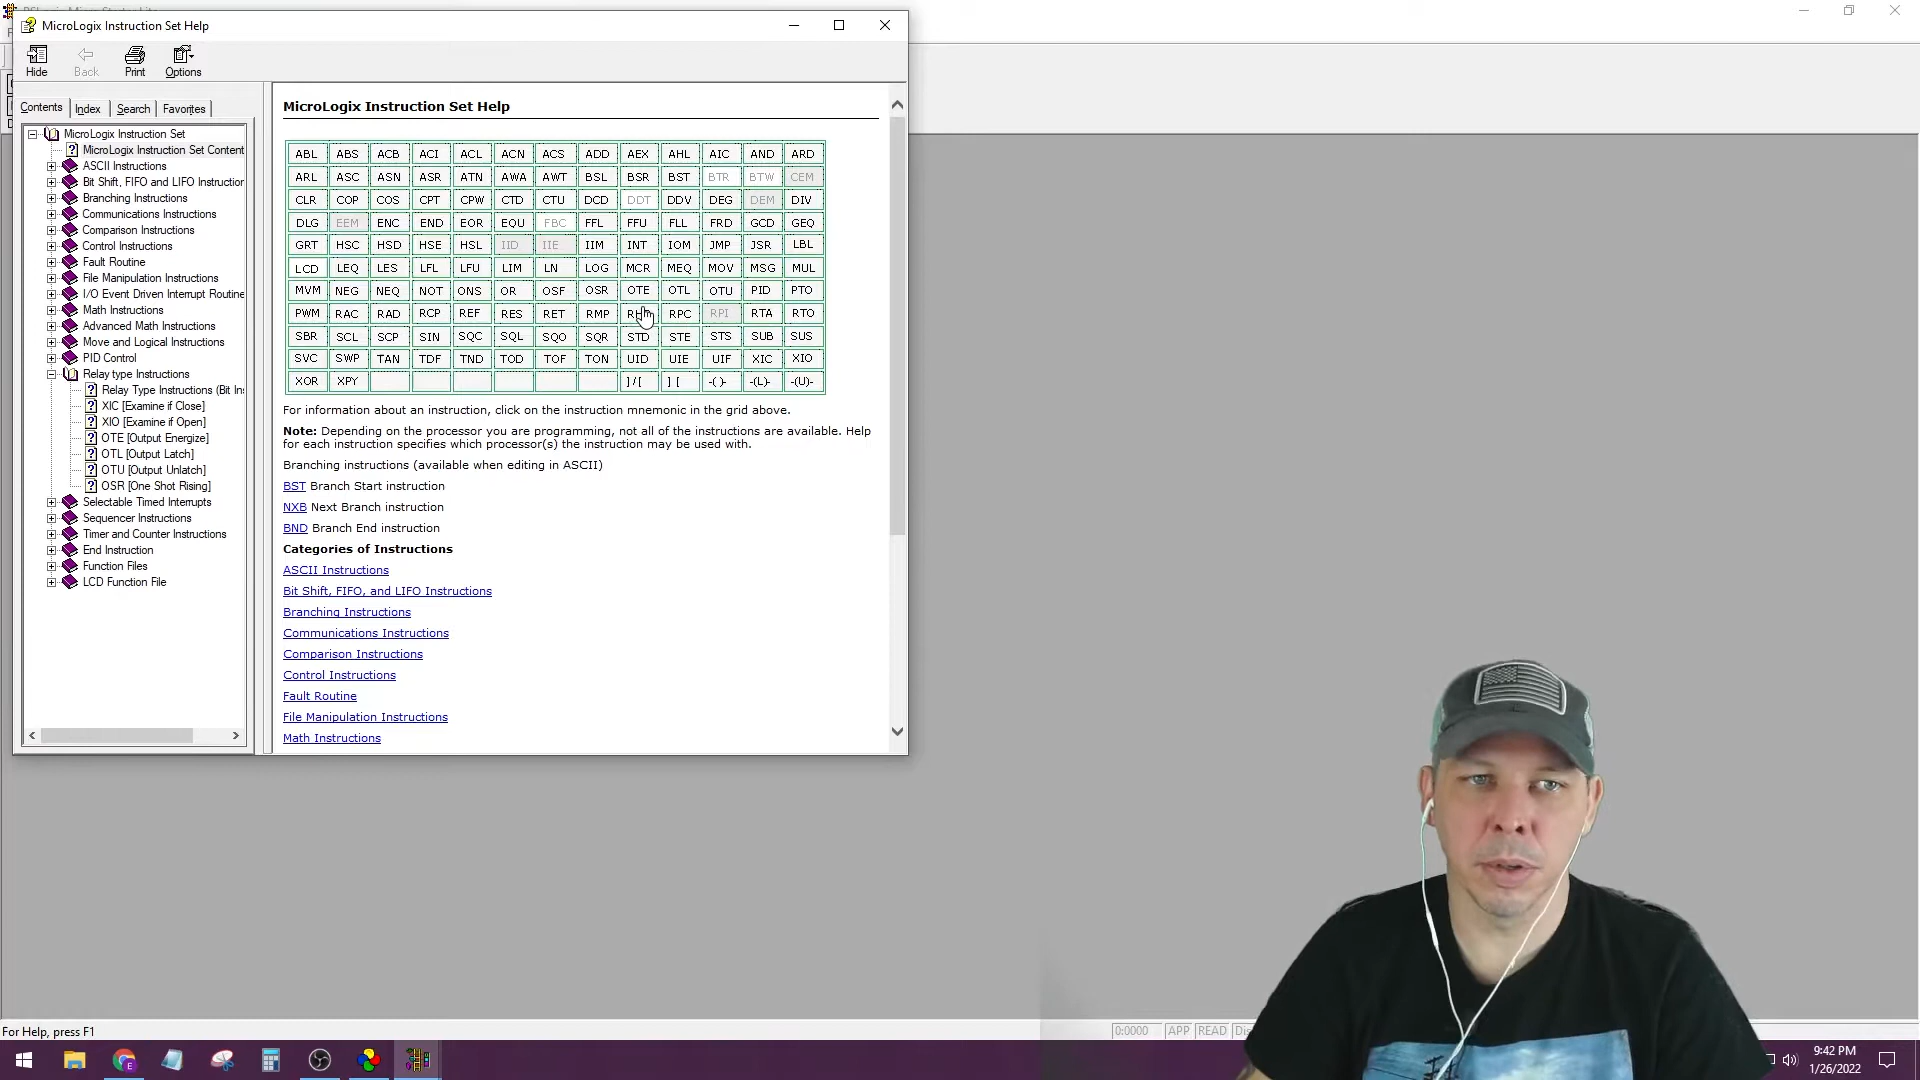 MicroLogix Instruction Set Help
Hide Back Print Options
Contents Index Search Favorites
MicroLogix Instruction Set
MicroLogix Instruction Set Content
ASCII Instructions
Bit Shift, FIFO and LIFO Instruction
Branching Instructions
Communications Instructions
Comparison Instructions
Control Instructions
Fault Routine
File Manipulation Instructions
I/O Event Driven Interrupt Routine
Math Instructions
Advanced Math Instructions
Move and Logical Instructions
PID Control
Relay type Instructions
Relay Type Instructions (Bit Ins
XIC [Examine if Close]
XIO [Examine if Open]
OTE [Output Energize]
OTL [Output Latch]
OTU [Output Unlatch]
OSR [One Shot Rising]
Selectable Timed Interrupts
Sequencer Instructions
Timer and Counter Instructions
End Instruction
Function Files
LCD Function File
MicroLogix Instruction Set Help
ABL ABS ACB ACI ACL ACN ACS ADD AEX AHL AIC AND ARD
ARL ASC ASN ASR ATN AWA AWT BSL BSR BST BTR BTW CEM
CLR COP COS CPT CPW CTD CTU DCD DDT DDV DEG DEM DIV
DLG EEM ENC END EOR EQU FBC FFL FFU FLL FRD GCD GEQ
GRT HSC HSD HSE HSL IID IIE IIM INT IOM JMP JSR LBL
LCD LEQ LES LFL LFU LIM LN LOG MCR MEQ MOV MSG MUL
MVM NEG NEQ NOT ONS OR OSF OSR OTE OTL OTU PID PTO
PWM RAC RAD RCP REF RES RET RMP RPC RPI RTA RTO
SBR SCL SCP SIN SQC SQL SQO SQR STD STE STS SUB SUS
SVC SWP TAN TDF TND TOD TOF TON UID UIE UIF XIC XIO
XOR XPY ]/[ ] [ -( )- -(L)- -(U)-
For information about an instruction, click on the instruction mnemonic in the grid above.
Note: Depending on the processor you are programming, not all of the instructions are available. Help
for each instruction specifies which processor(s) the instruction may be used with.
Branching instructions (available when editing in ASCII)
BST Branch Start instruction
NXB Next Branch instruction
BND Branch End instruction
Categories of Instructions
ASCII Instructions
Bit Shift, FIFO, and LIFO Instructions
Branching Instructions
Communications Instructions
Comparison Instructions
Control Instructions
Fault Routine
File Manipulation Instructions
Math Instructions
For Help, press F1
0:0000 APP READ
9:42 PM
1/26/2022